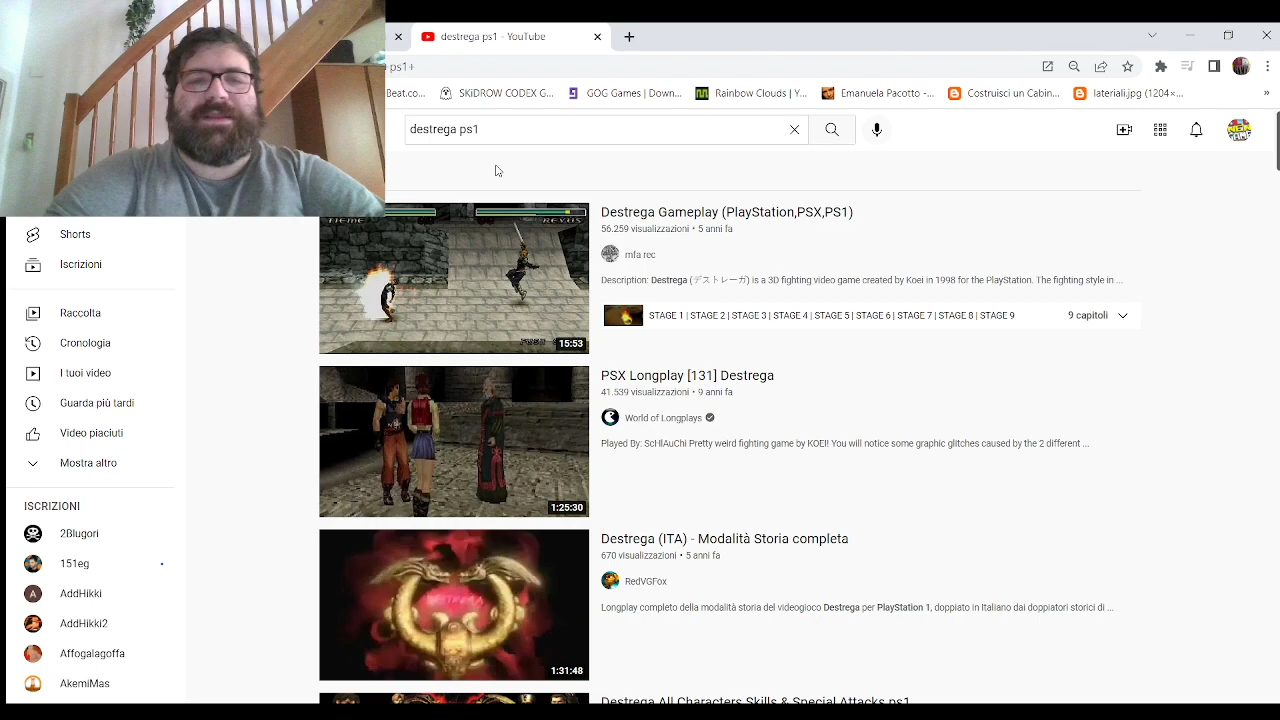 destrega ps1 - YouTube
ps1+
Beat.co...
SKIDROW CODEX G...
GOG Games | Down...
Rainbow Clouds | Y...
Emanuela Pacotto -...
Costruisci un Cabin...
lateriali.jpg (1204×...
»
destrega ps1
Shorts
Iscrizioni
Raccolta
Cronologia
I tuoi video
Guarda più tardi
Video piaciuti
Mostra altro
ISCRIZIONI
2Blugori
151eg
AddHikki
AddHikki2
Affogalagoffa
AkemiMas
TIEME
REYUS
15:53
Destrega Gameplay (PlayStation,PSX,PS1)
56.259 visualizzazioni • 5 anni fa
mfa rec
Description: Destrega (デストレーガ) is a 3D fighting video game created by Koei in 1998 for the PlayStation. The fighting style in ...
STAGE 1 | STAGE 2 | STAGE 3 | STAGE 4 | STAGE 5 | STAGE 6 | STAGE 7 | STAGE 8 | STAGE 9
9 capitoli
1:25:30
PSX Longplay [131] Destrega
41.539 visualizzazioni • 9 anni fa
World of Longplays
Played By: ScHlAuChi Pretty weird fighting game by KOEI! You will notice some graphic glitches caused by the 2 different ...
1:31:48
Destrega (ITA) - Modalità Storia completa
670 visualizzazioni • 5 anni fa
RedVGFox
Longplay completo della modalità storia del videogioco Destrega per PlayStation 1, doppiato in Italiano dai doppiatori storici di ...
Destrega All Characters Skills & Special Attacks ps1